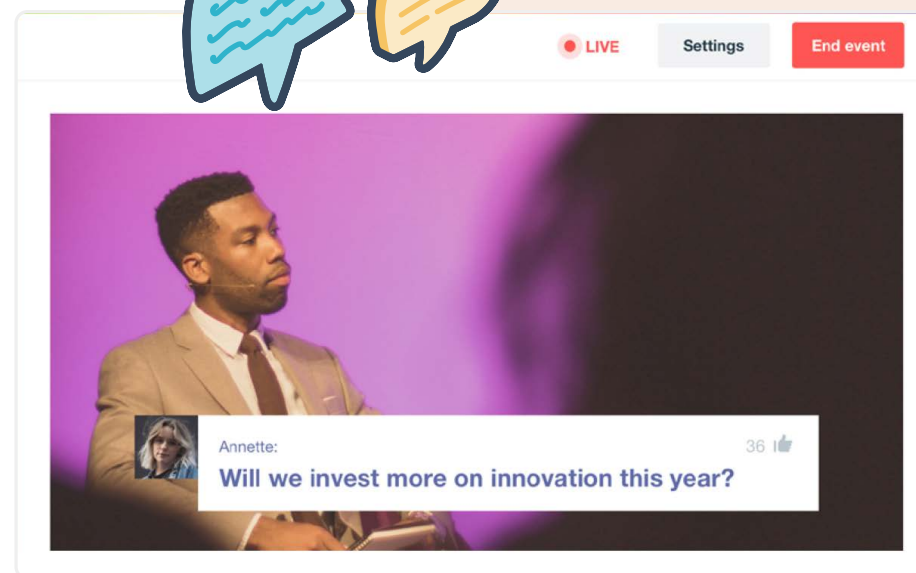 LIVE
Settings
End event
Annette:
36
Will we invest more on innovation this year?